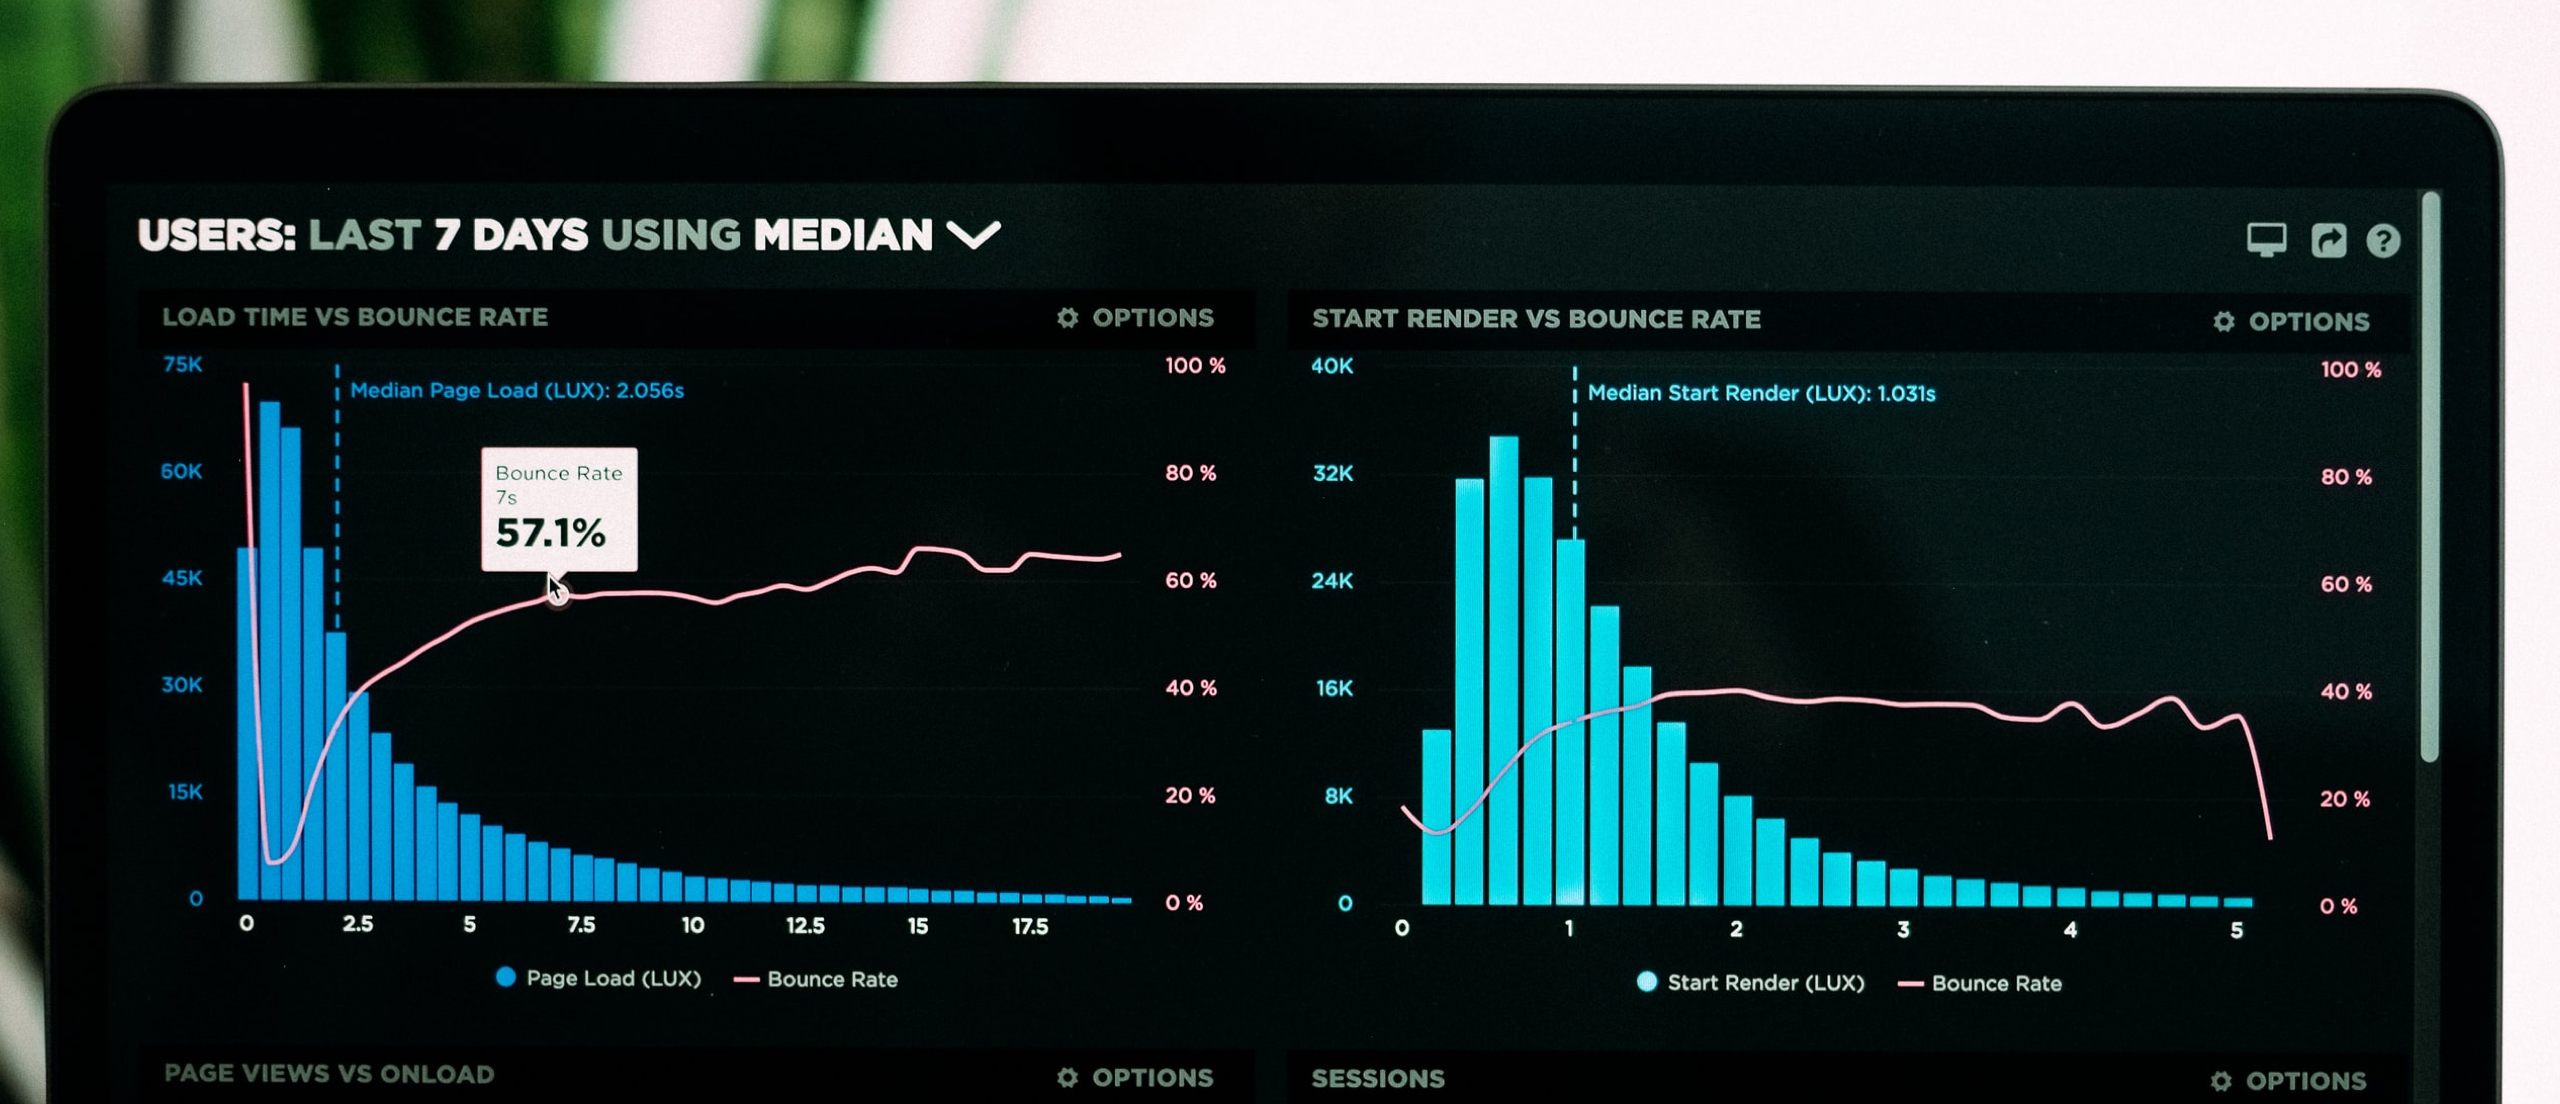 USERS: LAST 7 DAYS USING MEDIAN
LOAD TIME VS BOUNCE RATE
OPTIONS
75K
60K
45K
30K
15K
0
Median Page Load (LUX): 2.056s
Bounce Rate
7s
57.1%
100 %
80 %
60 %
40 %
20 %
0 %
0 2.5 5 7.5 10 12.5 15 17.5
Page Load (LUX) Bounce Rate
START RENDER VS BOUNCE RATE
OPTIONS
40K
32K
24K
16K
8K
0
Median Start Render (LUX): 1.031s
100 %
80 %
60 %
40 %
20 %
0 %
0 1 2 3 4 5
Start Render (LUX) Bounce Rate
PAGE VIEWS VS ONLOAD
OPTIONS
SESSIONS
OPTIONS